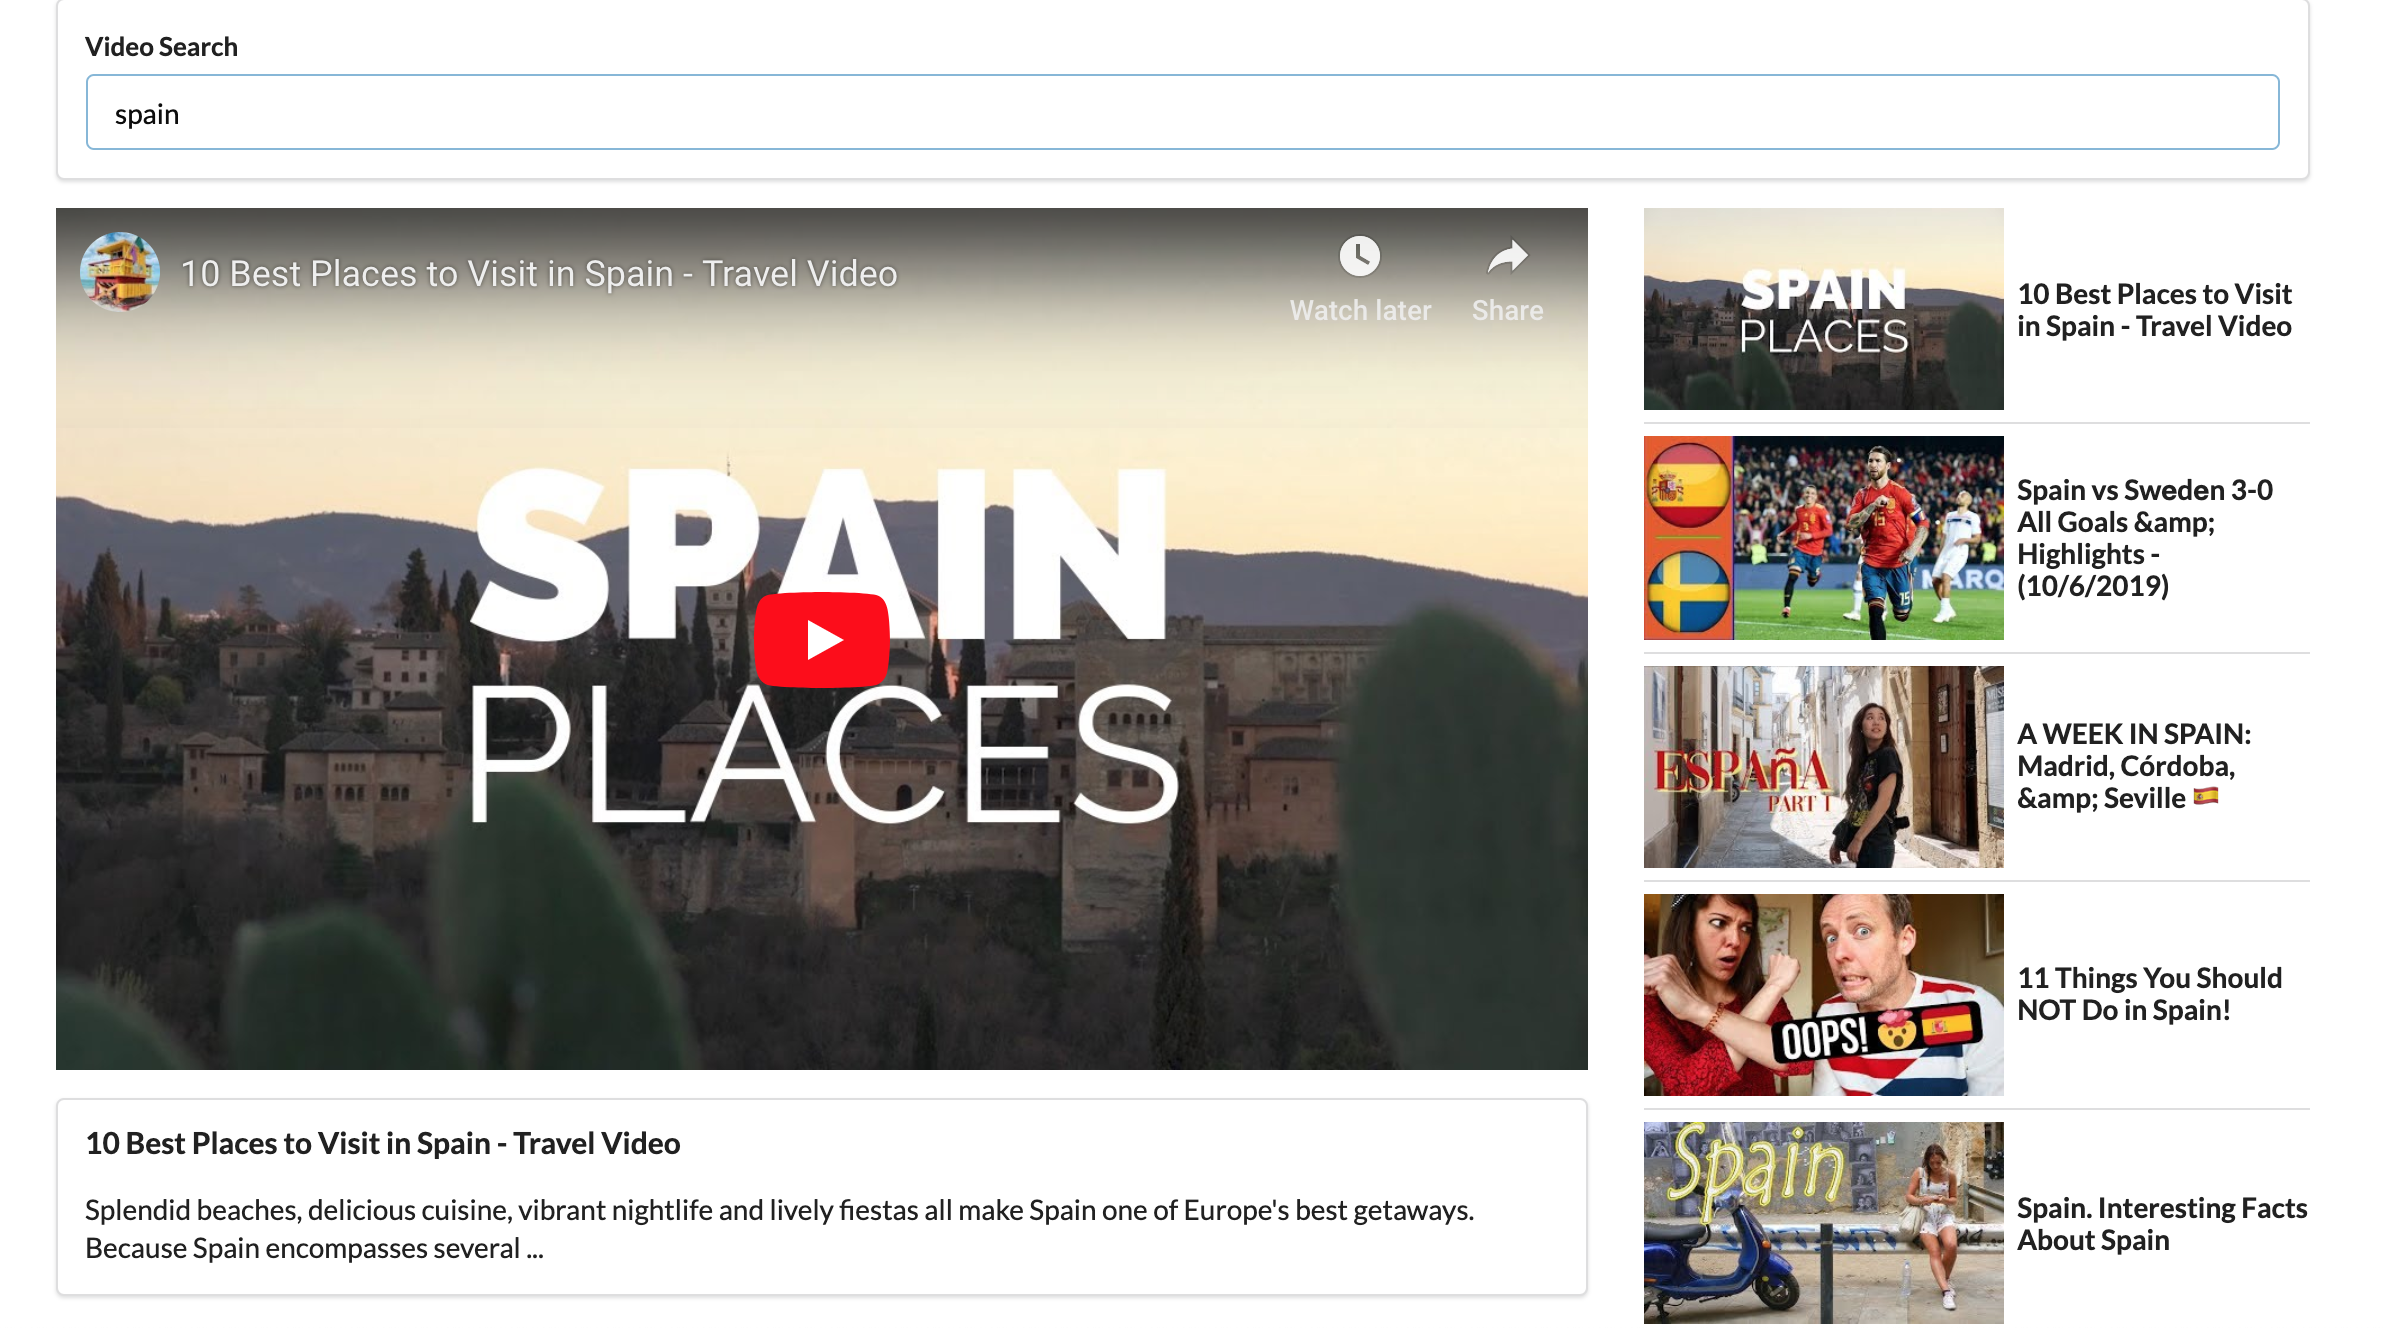 Video Search
spain
10 Best Places to Visit in Spain - Travel Video
Watch later
Share
SPAIN
PLACES
10 Best Places to Visit in Spain - Travel Video
Splendid beaches, delicious cuisine, vibrant nightlife and lively fiestas all make Spain one of Europe's best getaways.
Because Spain encompasses several ...
SPAIN
PLACES
10 Best Places to Visit
in Spain - Travel Video
15
15
MARQ
Spain vs Sweden 3-0
All Goals &amp;
Highlights -
(10/6/2019)
ESPAñA
PART I
A WEEK IN SPAIN:
Madrid, Córdoba,
&amp; Seville 🇪🇸
OOPS! 🤯 🇪🇸
11 Things You Should
NOT Do in Spain!
Spain
Spain. Interesting Facts
About Spain